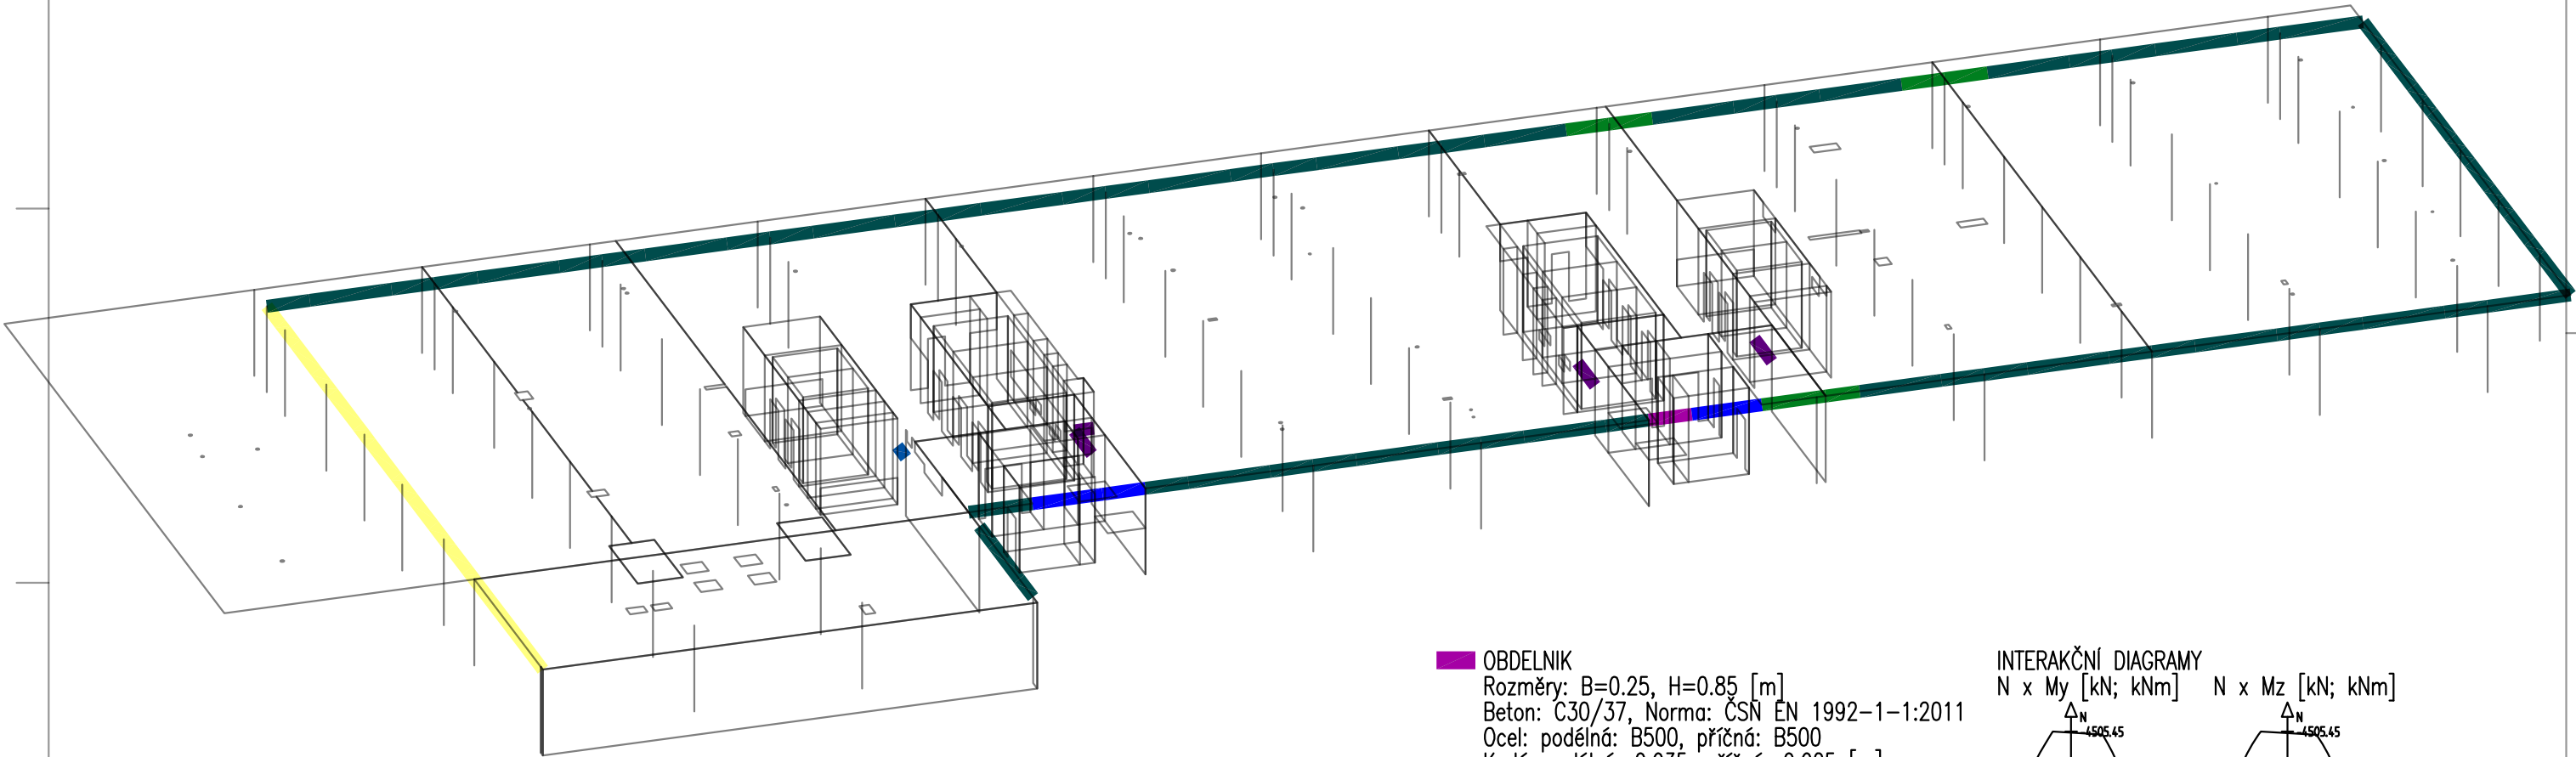 OBDELNIK
Rozměry: B=0.25, H=0.85 [m]
Beton: C30/37, Norma: ČSN EN 1992-1-1:2011
Ocel: podélná: B500, příčná: B500
INTERAKČNÍ DIAGRAMY
N x My [kN; kNm] N x Mz [kN; kNm]
N
4505.45
N
4505.45